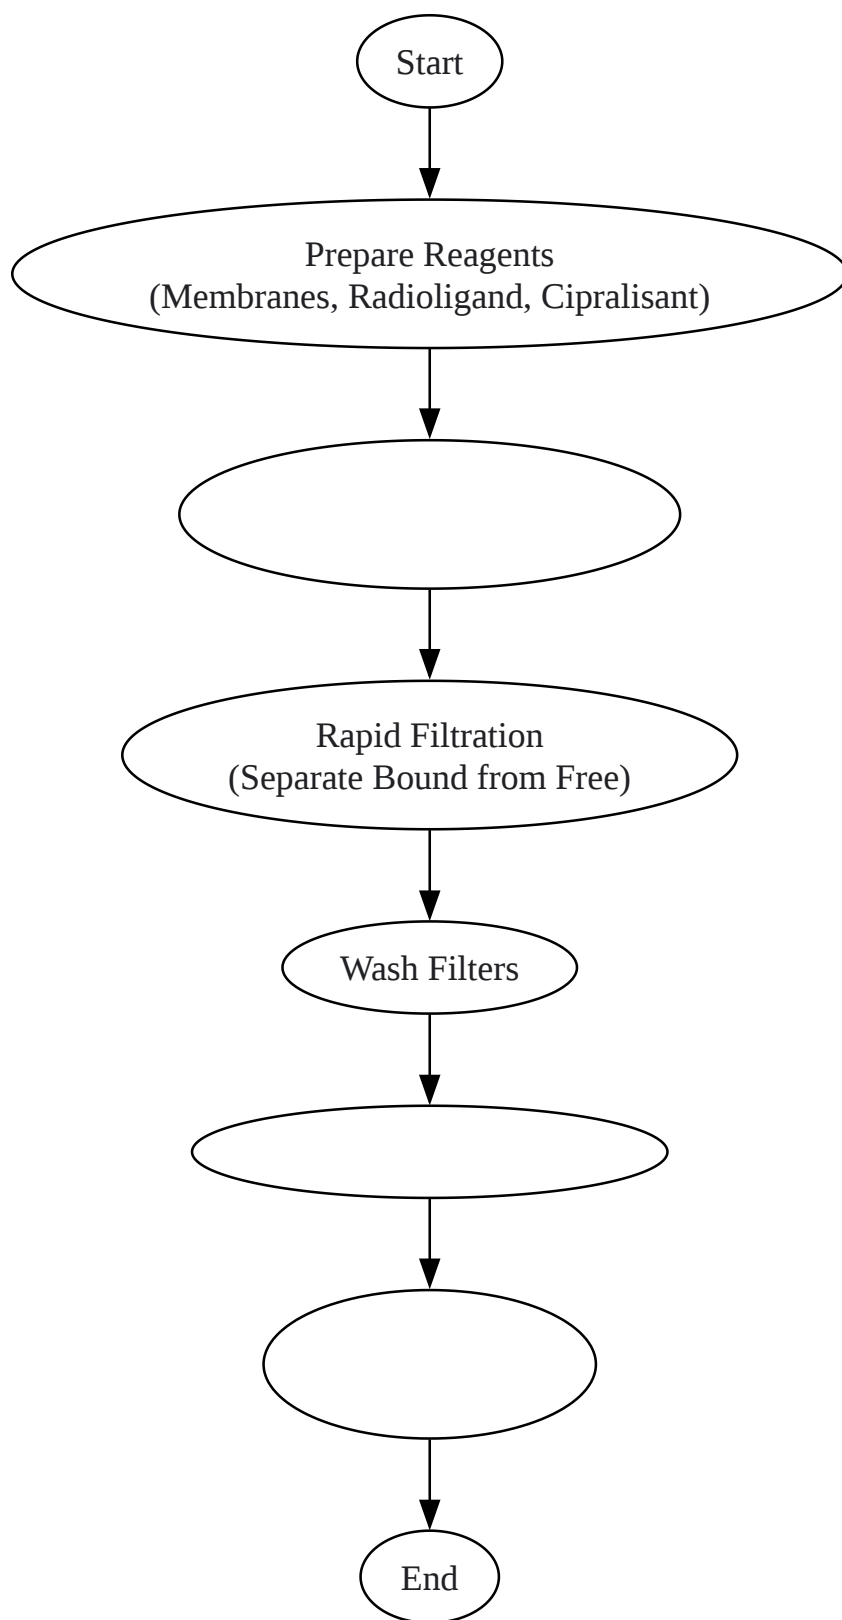 Start
Prepare Reagents
(Membranes, Radioligand, Cipralisant)
Rapid Filtration
(Separate Bound from Free)
Wash Filters
End